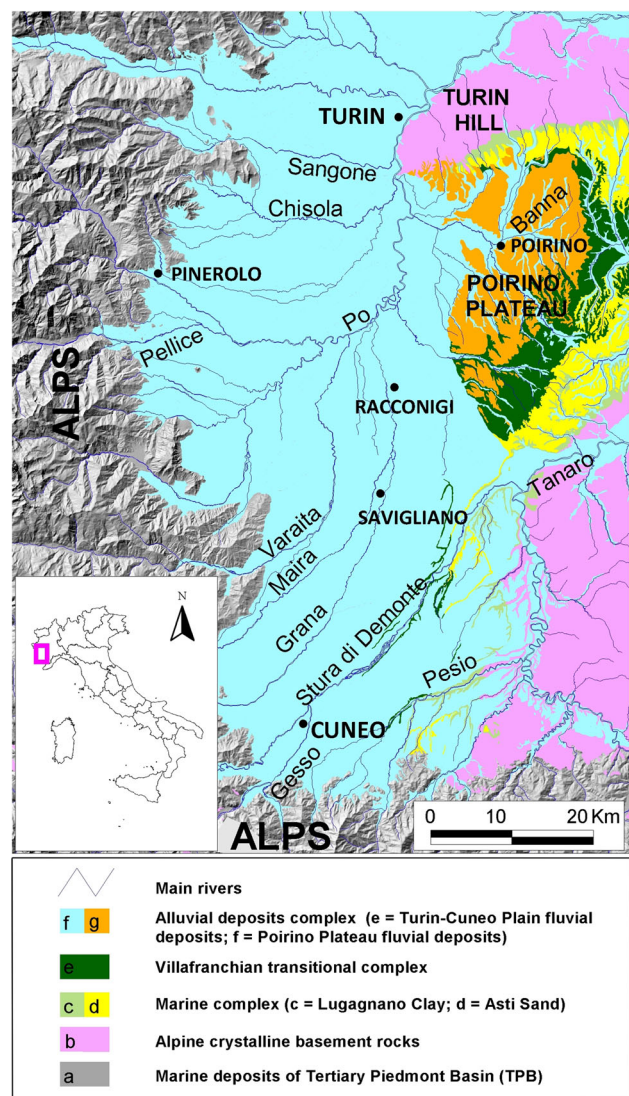 TURIN
TURIN
HILL
Sangone
Chisola
Banna
POIRINO
PINEROLO
POIRINO
PLATEAU
Po
Pellice
ALPS
RACCONIGI
Tanaro
SAVIGLIANO
Varaita
Maira
Grana
Stura di Demonte
Pesio
N
CUNEO
Gesso
ALPS
0 10 20 Km
Main rivers
f g Alluvial deposits complex (e = Turin-Cuneo Plain fluvial
deposits; f = Poirino Plateau fluvial deposits)
e Villafranchian transitional complex
c d Marine complex (c = Lugagnano Clay; d = Asti Sand)
b Alpine crystalline basement rocks
a Marine deposits of Tertiary Piedmont Basin (TPB)